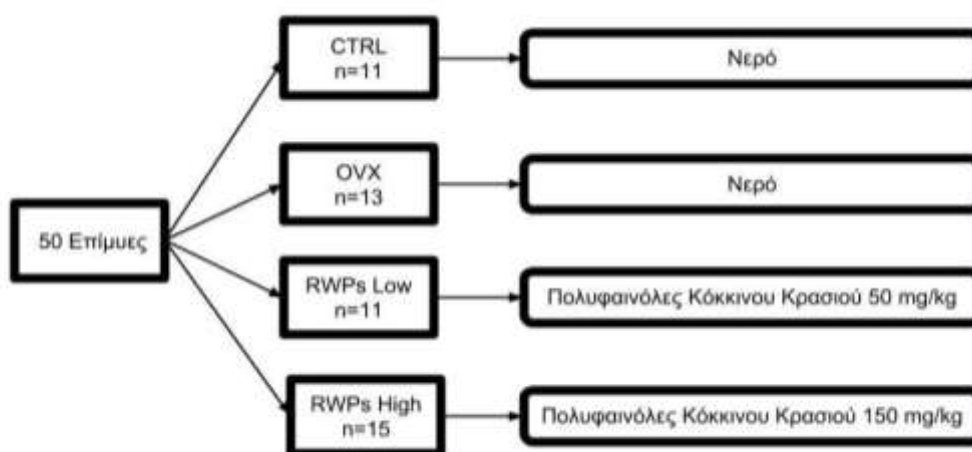 CTRL
n=11
Νερό
OVX
n=13
Νερό
50 Επίμυες
RWPs Low
n=11
Πολυφαινόλες Κόκκινου Κρασιού 50 mg/kg
RWPs High
n=15
Πολυφαινόλες Κόκκινου Κρασιού 150 mg/kg